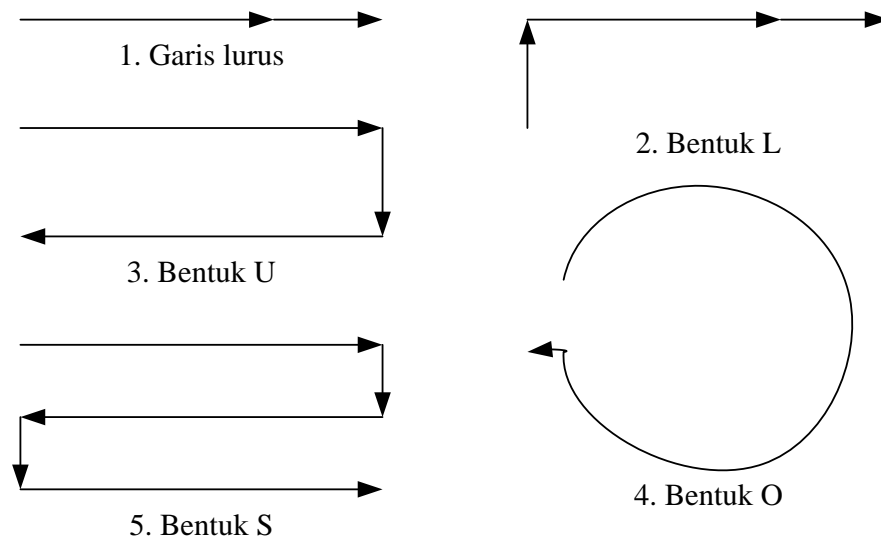 1. Garis lurus
2. Bentuk L
3. Bentuk U
4. Bentuk O
5. Bentuk S